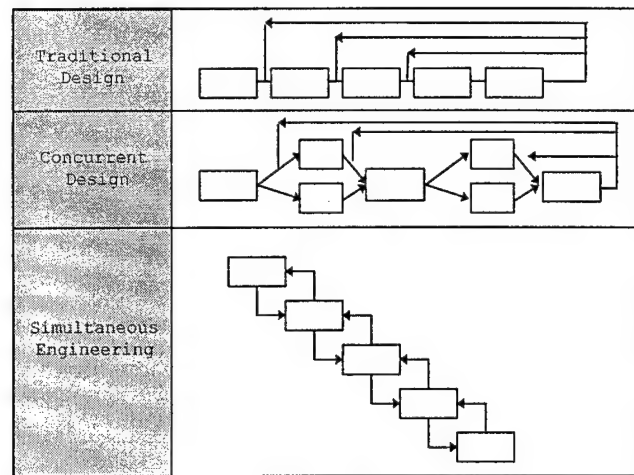 Traditional
Design
Concurrent
Design
Simultaneous
Engineering